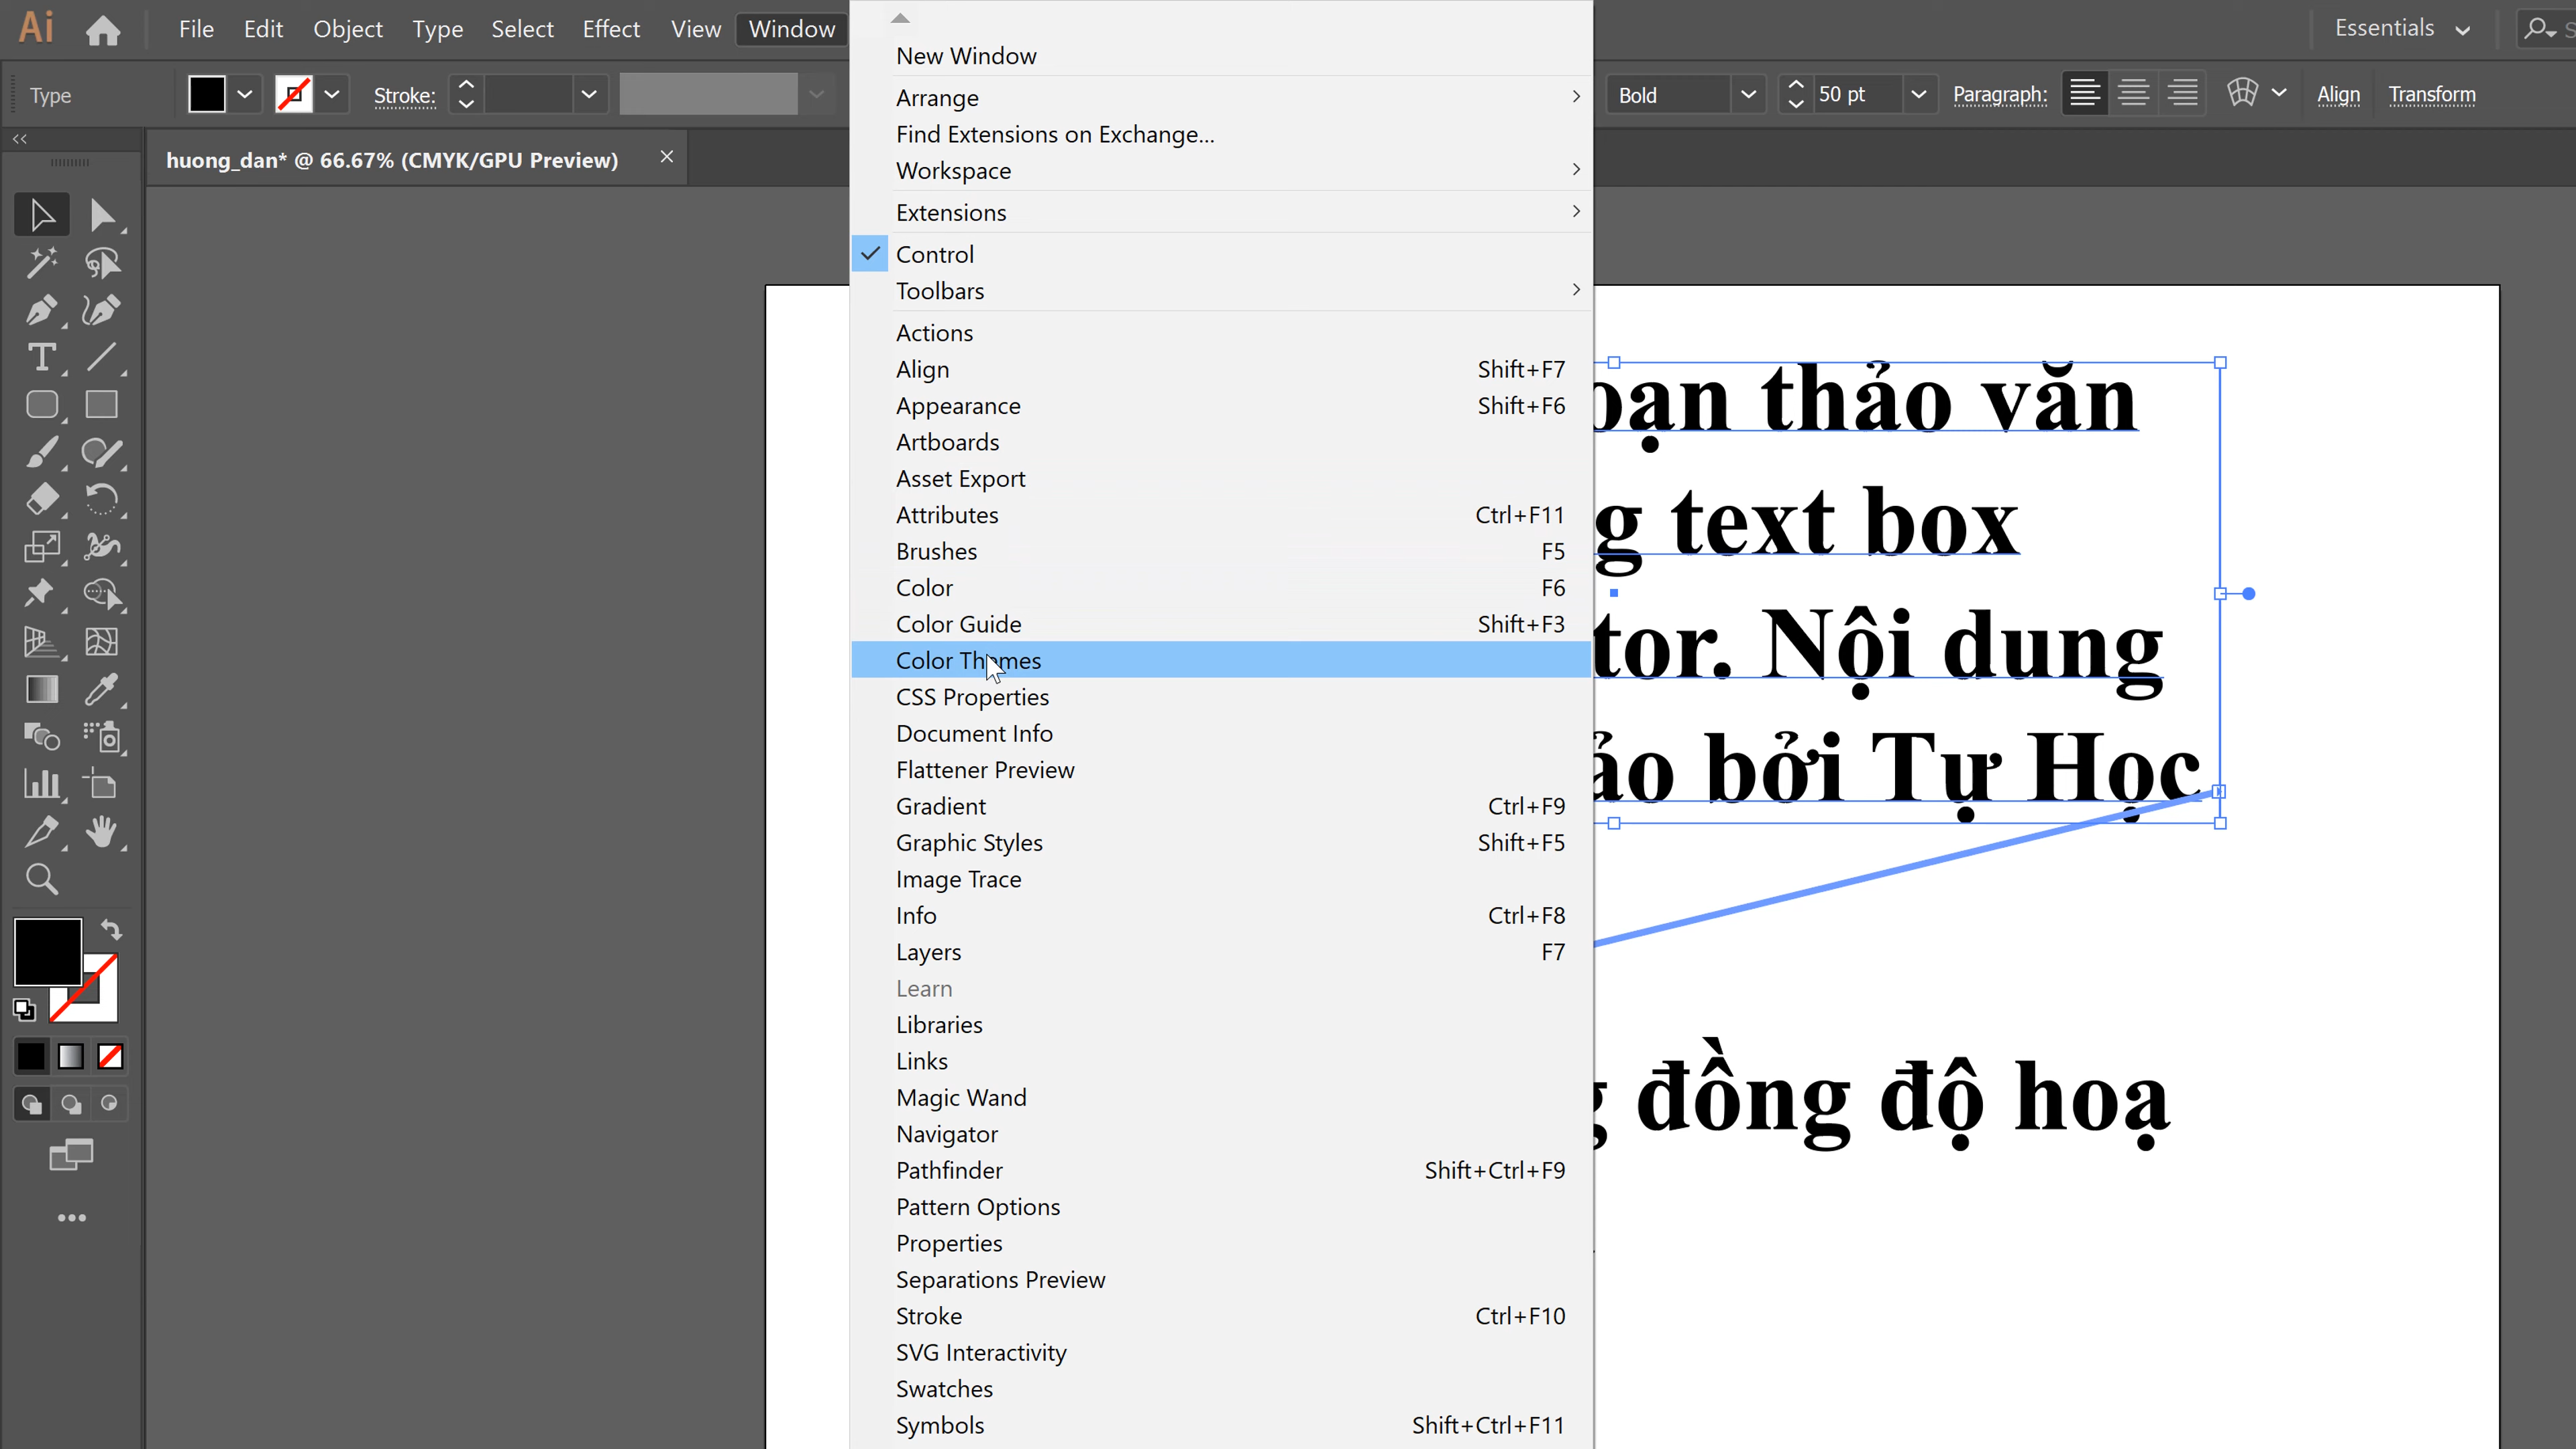 Ai File Edit Object Type Select Effect View Window Essentials
Type Stroke: Bold 50 pt Paragraph: Align Transform
huong_dan* @ 66.67% (CMYK/GPU Preview)
New Window
Arrange
Find Extensions on Exchange...
Workspace
Extensions
Control
Toolbars
Actions
Align Shift+F7
Appearance Shift+F6
Artboards
Asset Export
Attributes Ctrl+F11
Brushes F5
Color F6
Color Guide Shift+F3
Color Themes
CSS Properties
Document Info
Flattener Preview
Gradient Ctrl+F9
Graphic Styles Shift+F5
Image Trace
Info Ctrl+F8
Layers F7
Learn
Libraries
Links
Magic Wand
Navigator
Pathfinder Shift+Ctrl+F9
Pattern Options
Properties
Separations Preview
Stroke Ctrl+F10
SVG Interactivity
Swatches
Symbols Shift+Ctrl+F11
oạn thảo văn
g text box
tor. Nội dung
ảo bởi Tự Học
g đồng độ hoạ